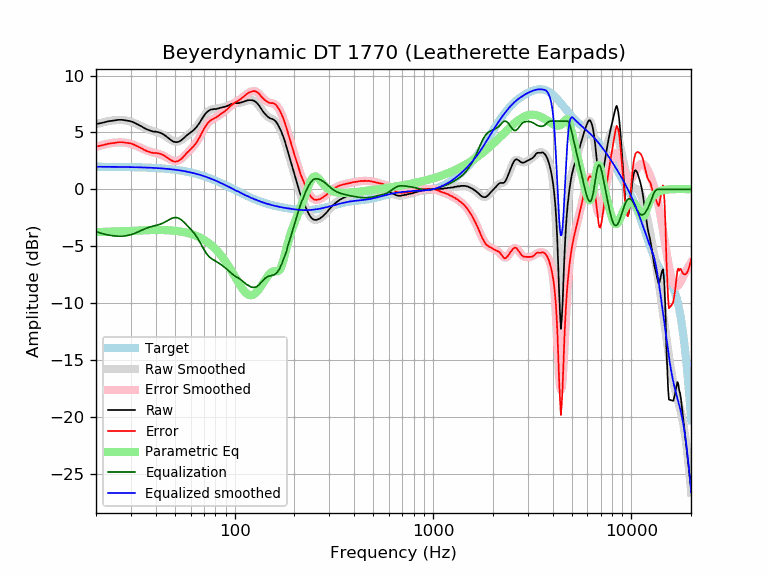 Beyerdynamic DT 1770 (Leatherette Earpads)
10
5
0
−5
−10
−15
−20
−25
Amplitude (dBr)
Target
Raw Smoothed
Error Smoothed
Raw
Error
Parametric Eq
Equalization
Equalized smoothed
100
1000
10000
Frequency (Hz)